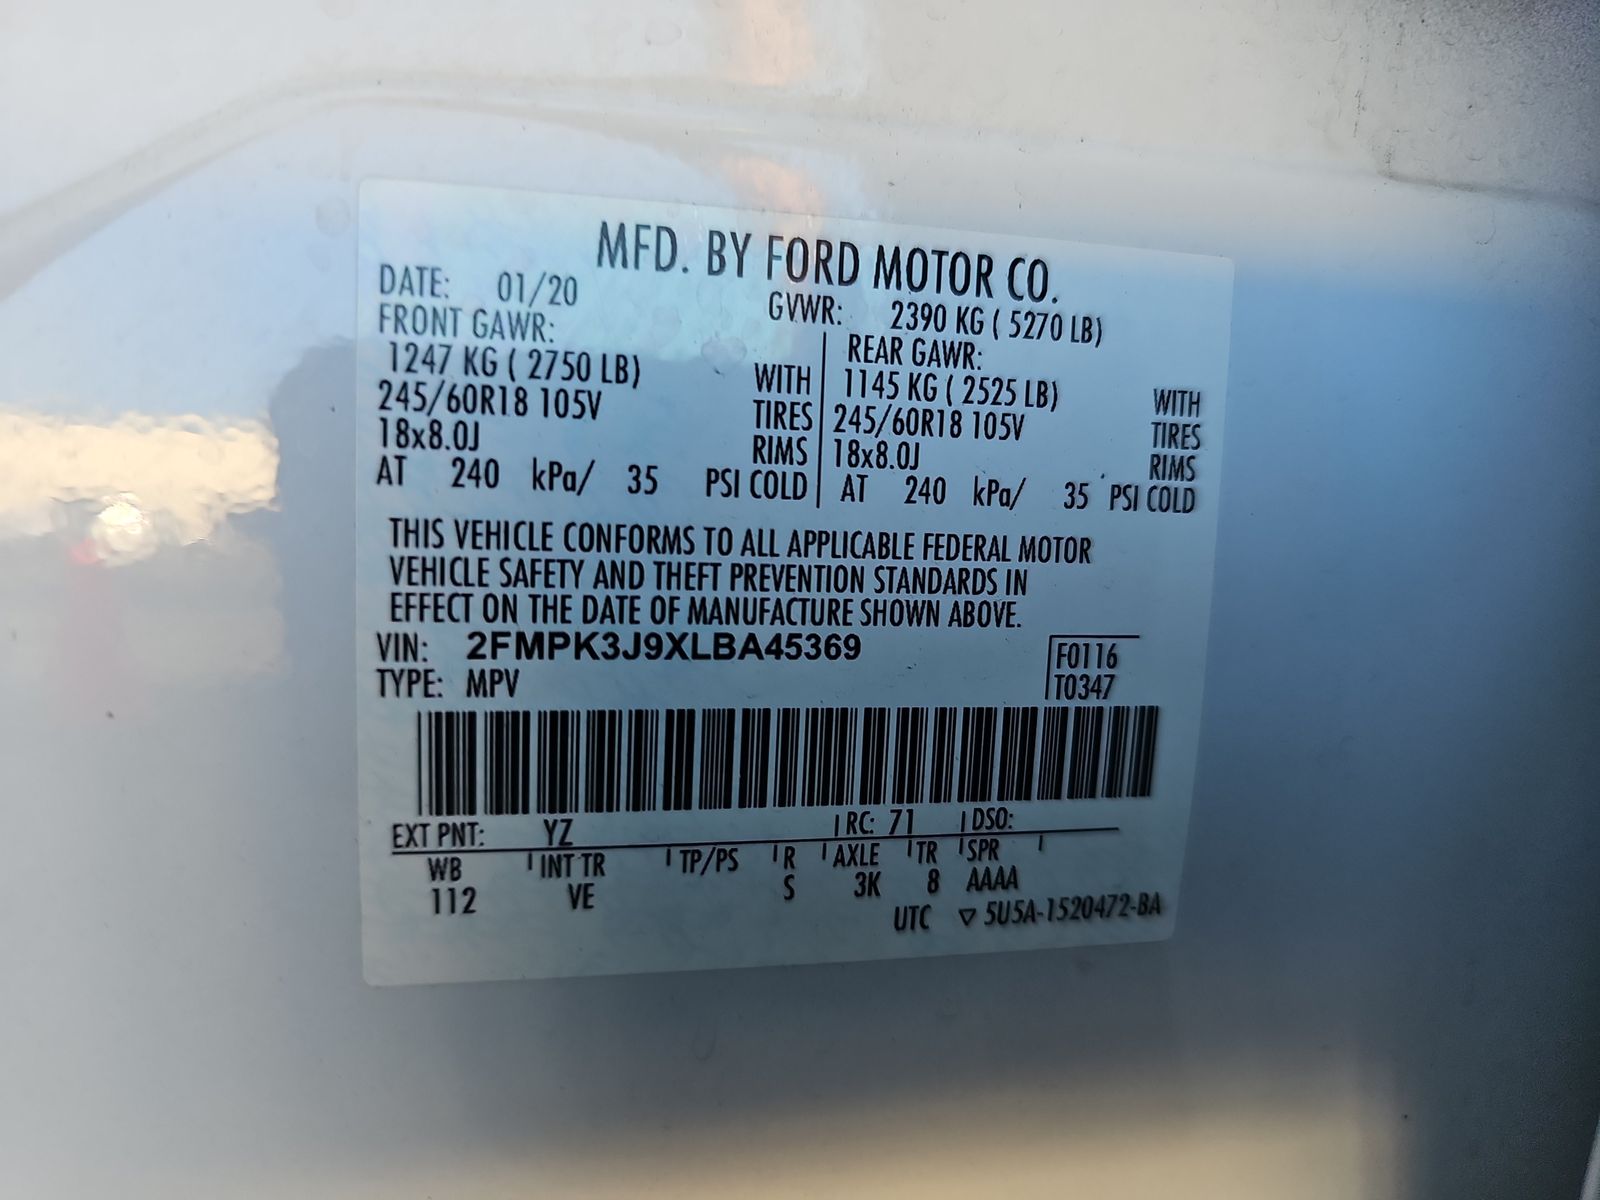 MFD. BY FORD MOTOR CO.
DATE: 01/20 GVWR: 2390 KG ( 5270 LB)
FRONT GAWR: REAR GAWR:
1247 KG ( 2750 LB) WITH 1145 KG ( 2525 LB) WITH
245/60R18 105V TIRES 245/60R18 105V TIRES
18x8.0J RIMS 18x8.0J RIMS
AT 240 kPa/ 35 PSI COLD AT 240 kPa/ 35 PSI COLD
THIS VEHICLE CONFORMS TO ALL APPLICABLE FEDERAL MOTOR
VEHICLE SAFETY AND THEFT PREVENTION STANDARDS IN
EFFECT ON THE DATE OF MANUFACTURE SHOWN ABOVE.
VIN: 2FMPK3J9XLBA45369 F0116
TYPE: MPV T0347
EXT PNT: YZ RC: 71 DSO:
WB INT TR TP/PS R AXLE TR SPR
112 VE S 3K 8 AAAA
UTC ▽ 5U5A-1520472-BA